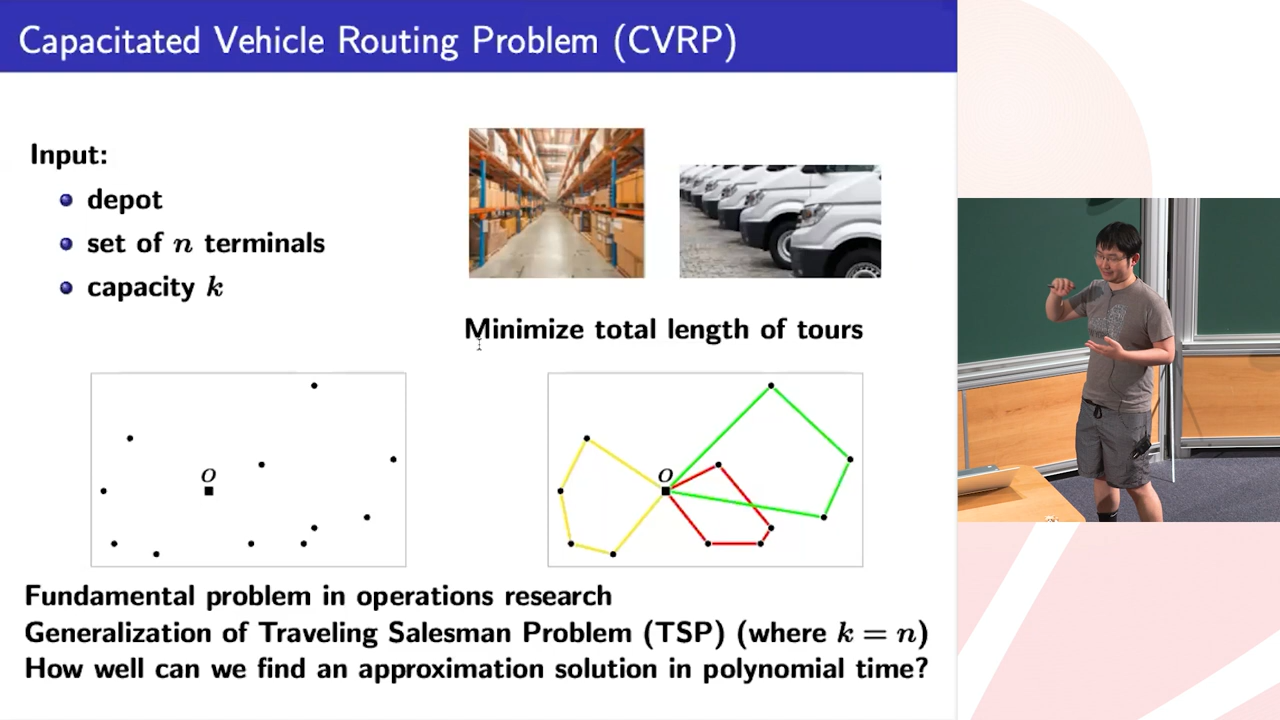 Capacitated Vehicle Routing Problem (CVRP)
Input:
depot
set of n terminals
capacity k
Minimize total length of tours
O
O
Fundamental problem in operations research
Generalization of Traveling Salesman Problem (TSP) (where k = n)
How well can we find an approximation solution in polynomial time?